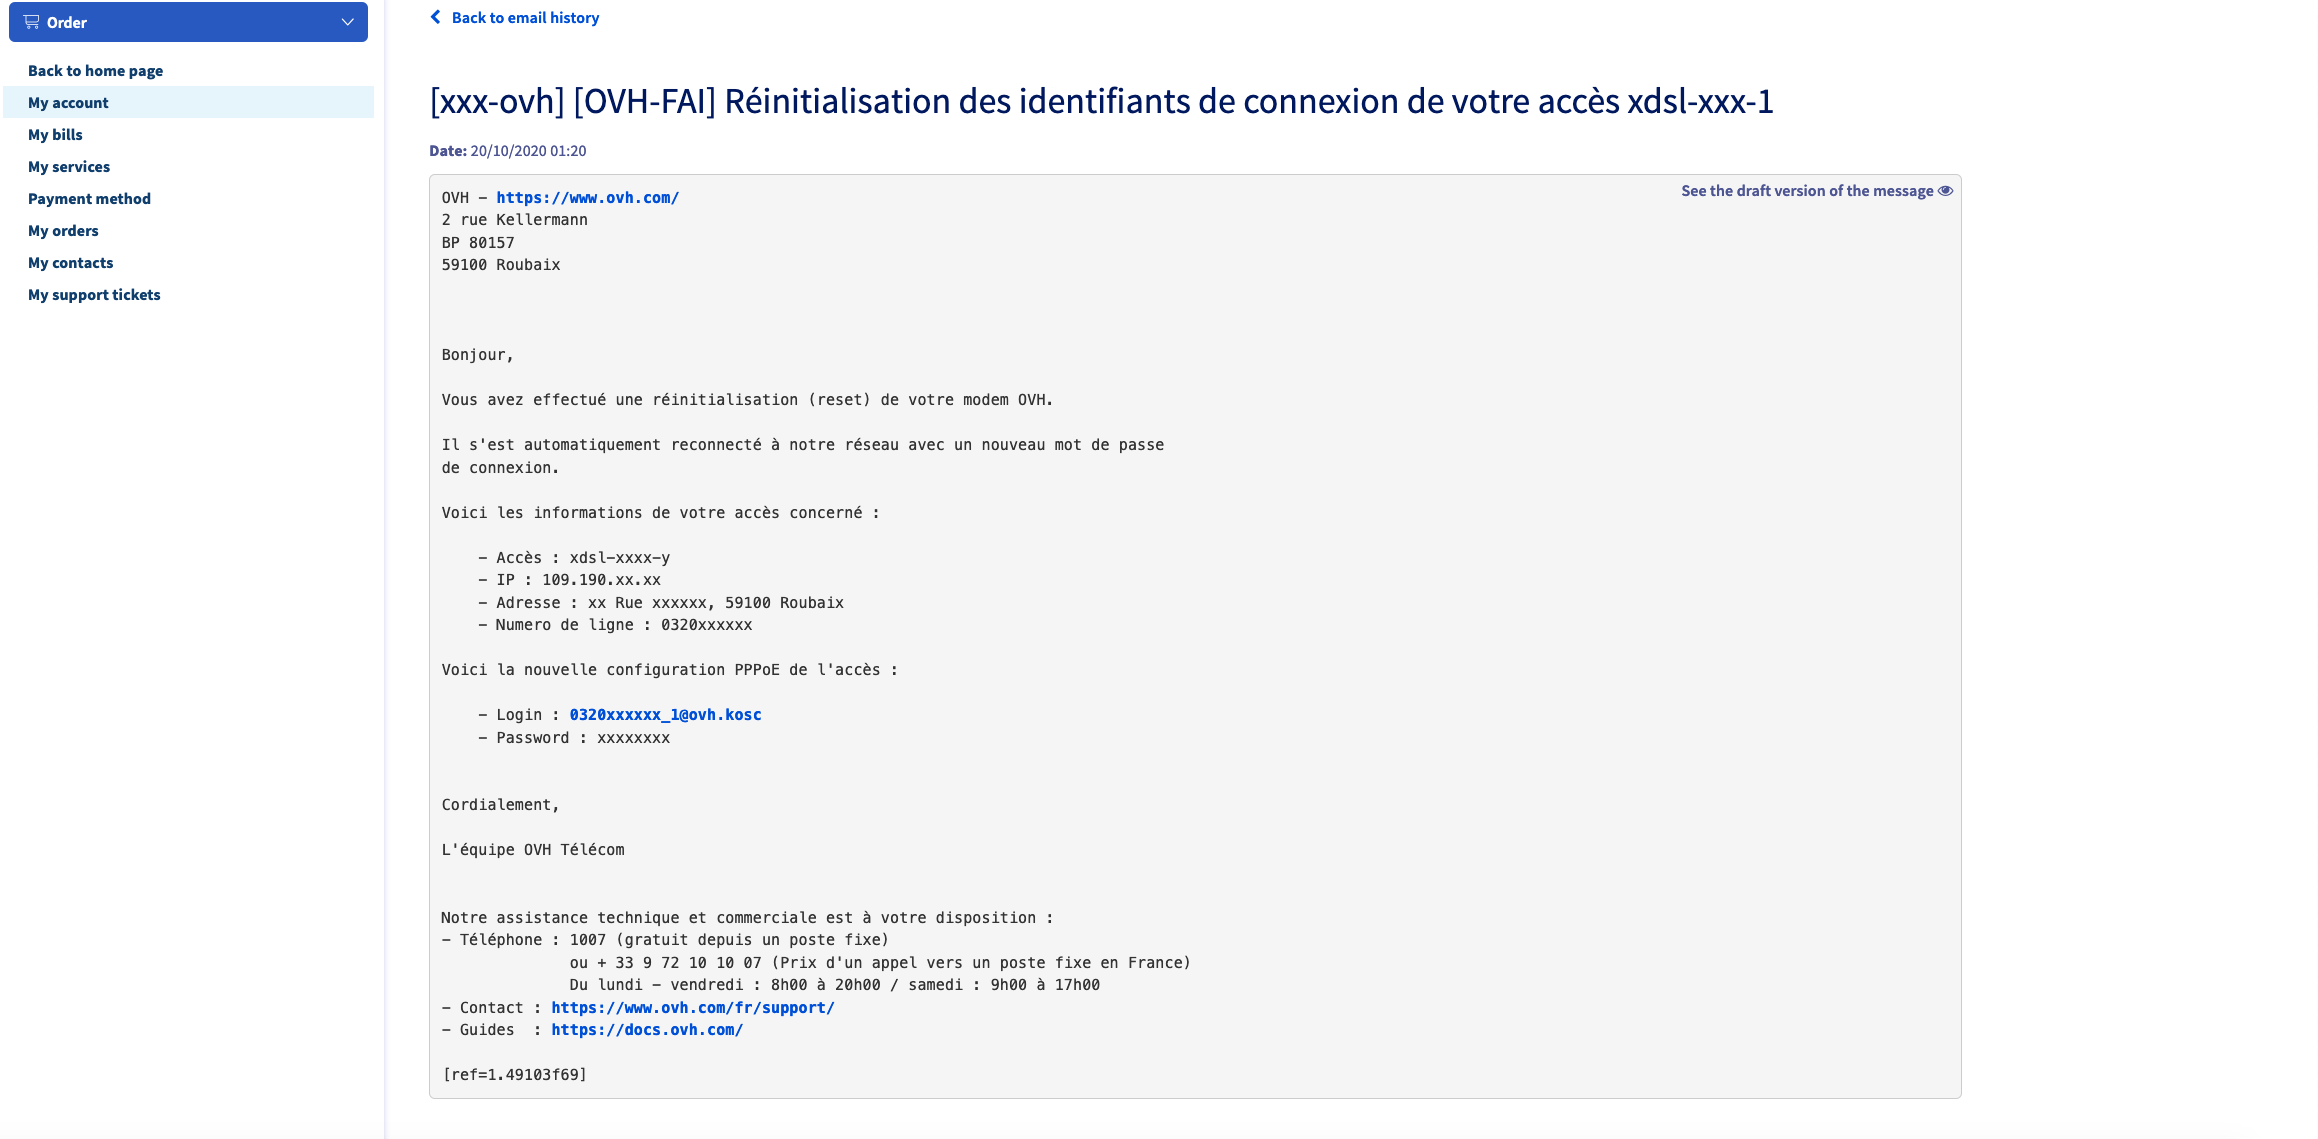 Order
Back to home page
My account
My bills
My services
Payment method
My orders
My contacts
My support tickets
Back to email history
[xxx-ovh] [OVH-FAI] Réinitialisation des identifiants de connexion de votre accès xdsl-xxx-1
Date: 20/10/2020 01:20
See the draft version of the message
OVH – https://www.ovh.com/
2 rue Kellermann
BP 80157
59100 Roubaix
Bonjour,
Vous avez effectué une réinitialisation (reset) de votre modem OVH.
Il s'est automatiquement reconnecté à notre réseau avec un nouveau mot de passe
de connexion.
Voici les informations de votre accès concerné :
– Accès : xdsl–xxxx–y
– IP : 109.190.xx.xx
– Adresse : xx Rue xxxxxx, 59100 Roubaix
– Numero de ligne : 0320xxxxxx
Voici la nouvelle configuration PPPoE de l'accès :
– Login : 0320xxxxxx_1@ovh.kosc
– Password : xxxxxxxx
Cordialement,
L'équipe OVH Télécom
Notre assistance technique et commerciale est à votre disposition :
– Téléphone : 1007 (gratuit depuis un poste fixe)
ou + 33 9 72 10 10 07 (Prix d'un appel vers un poste fixe en France)
Du lundi – vendredi : 8h00 à 20h00 / samedi : 9h00 à 17h00
– Contact : https://www.ovh.com/fr/support/
– Guides  : https://docs.ovh.com/
[ref=1.49103f69]